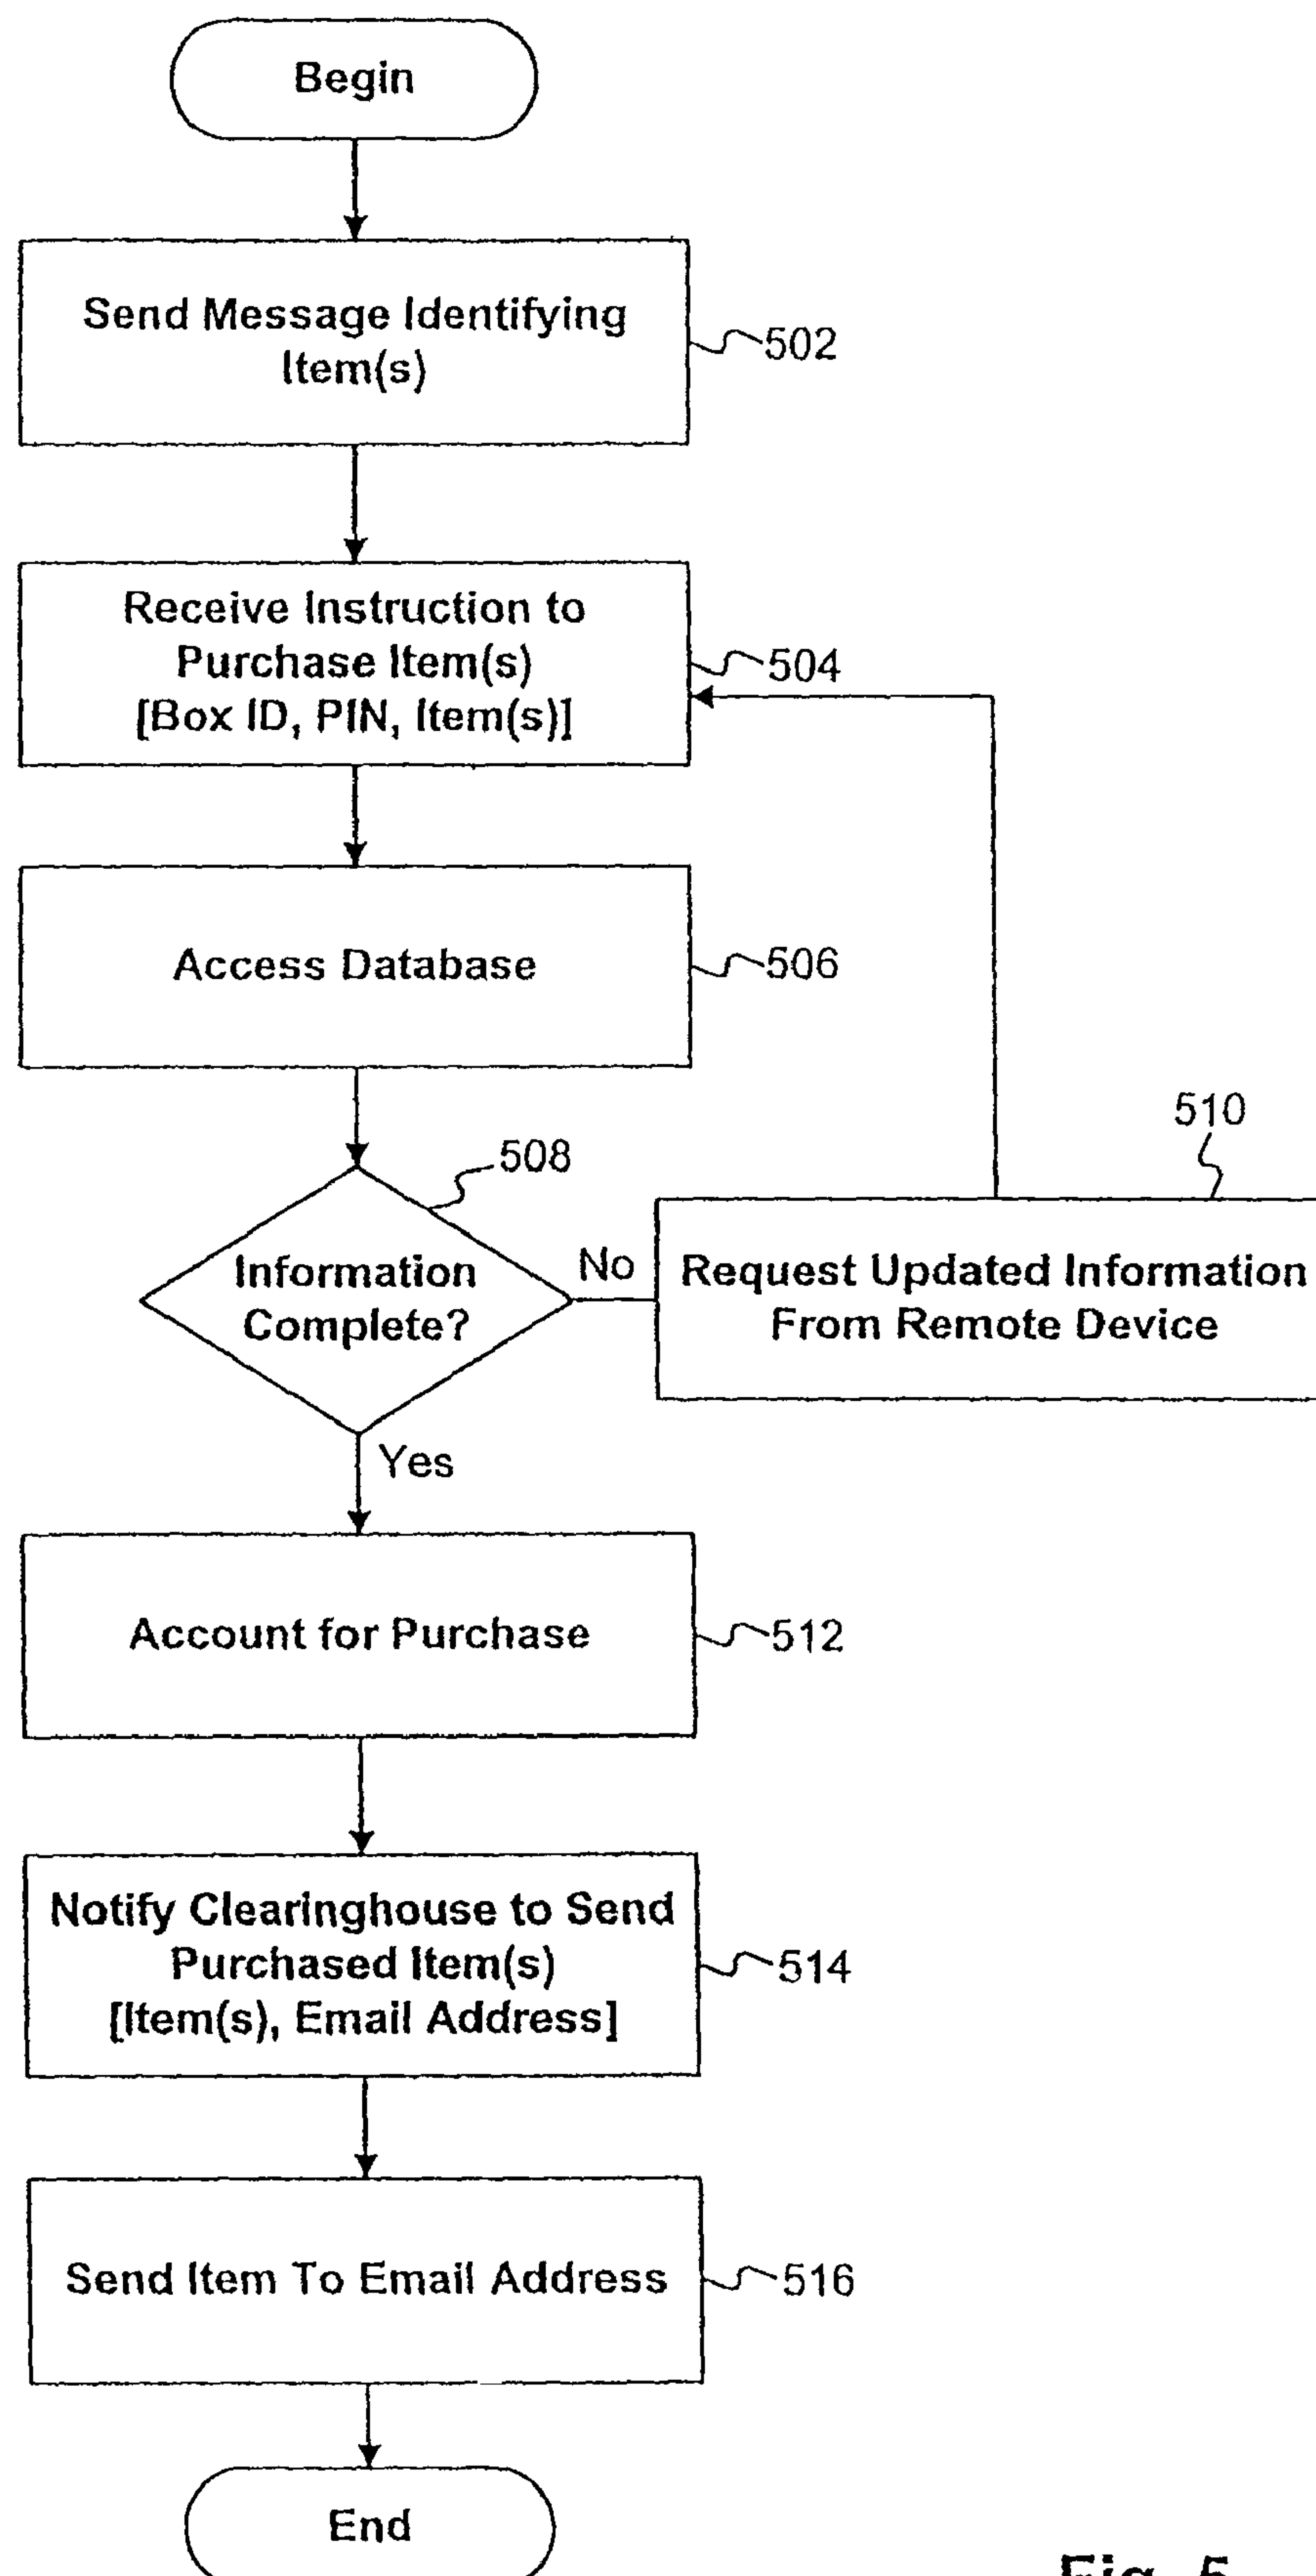 Begin
Send Message Identifying
Item(s)
502
Receive Instruction to
Purchase Item(s)
[Box ID, PIN, Item(s)]
504
Access Database
506
508
510
Information
Complete?
No
Request Updated Information
From Remote Device
Yes
Account for Purchase
512
Notify Clearinghouse to Send
Purchased Item(s)
[Item(s), Email Address]
514
Send Item To Email Address
516
End
Fig. 5